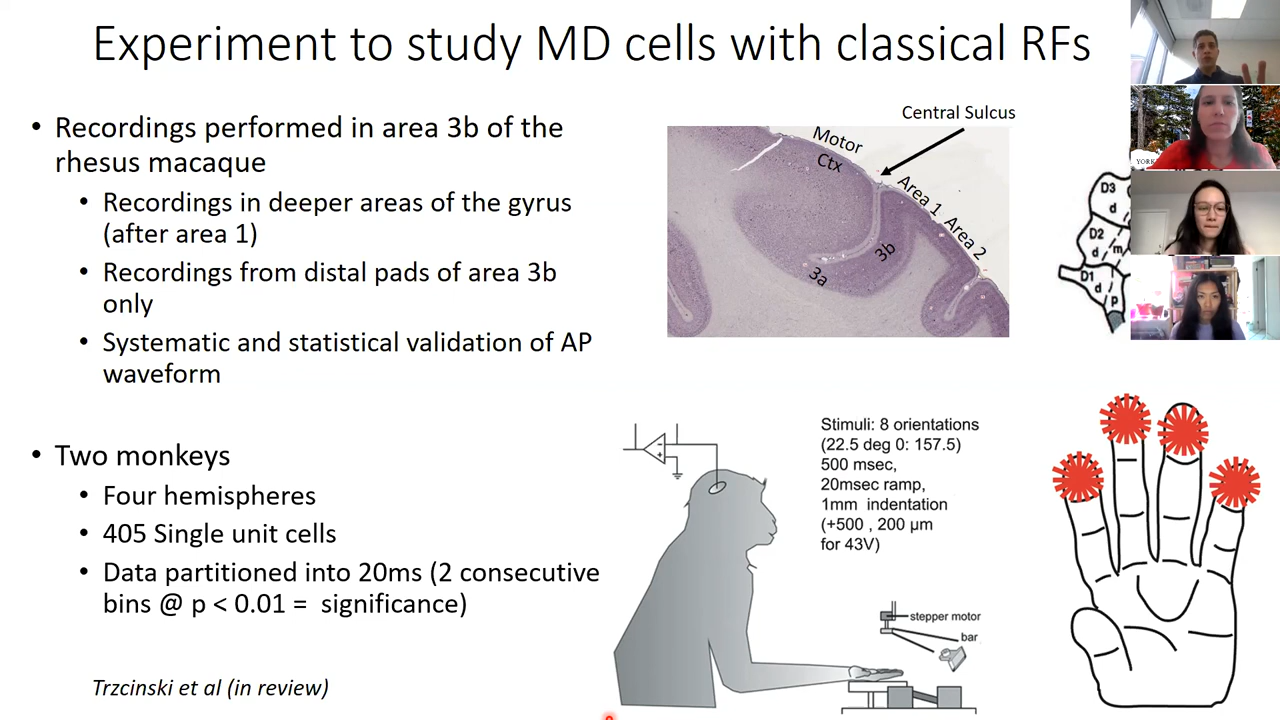 Experiment to study MD cells with classical RFs
• Recordings performed in area 3b of the
rhesus macaque
• Recordings in deeper areas of the gyrus
(after area 1)
• Recordings from distal pads of area 3b
only
• Systematic and statistical validation of AP
waveform
• Two monkeys
• Four hemispheres
• 405 Single unit cells
• Data partitioned into 20ms (2 consecutive
bins @ p < 0.01 = significance)
Trzcinski et al (in review)
Central Sulcus
Motor
Ctx
Area 1
Area 2
3b
3a
D3
d
D2
d
m
D1
d
p
YORK
Stimuli: 8 orientations
(22.5 deg 0: 157.5)
500 msec,
20msec ramp,
1mm indentation
(+500 , 200 µm
for 43V)
stepper motor
bar